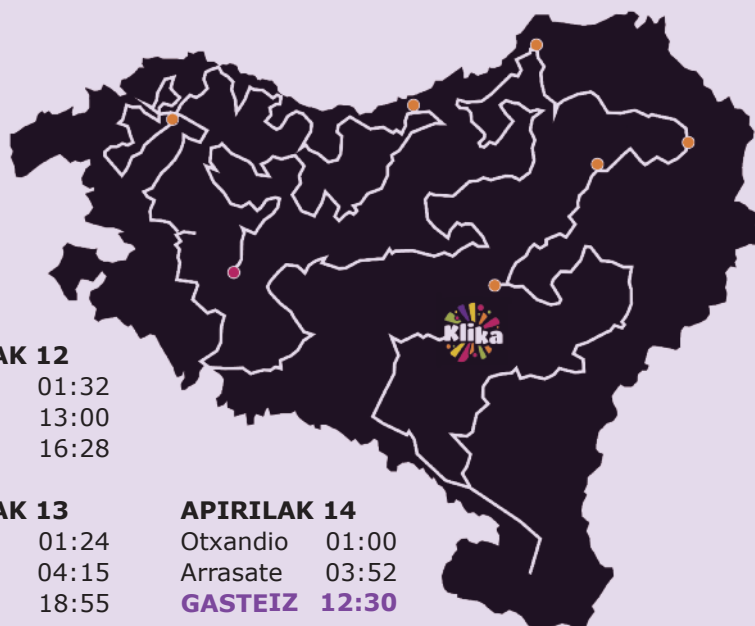 Klika
AK 12
01:32
13:00
16:28
AK 13
01:24
04:15
18:55
APIRILAK 14
Otxandio 01:00
Arrasate 03:52
GASTEIZ 12:30